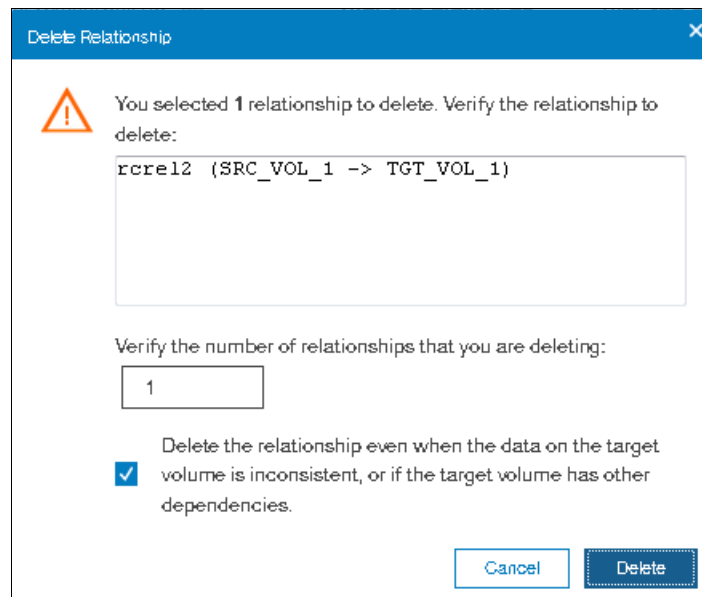 Delete Relationship
You selected 1 relationship to delete. Verify the relationship to
delete:
rcrel2 (SRC_VOL_1 -> TGT_VOL_1)
Verify the number of relationships that you are deleting:
1
Delete the relationship even when the data on the target
volume is inconsistent, or if the target volume has other
dependencies.
Cancel Delete